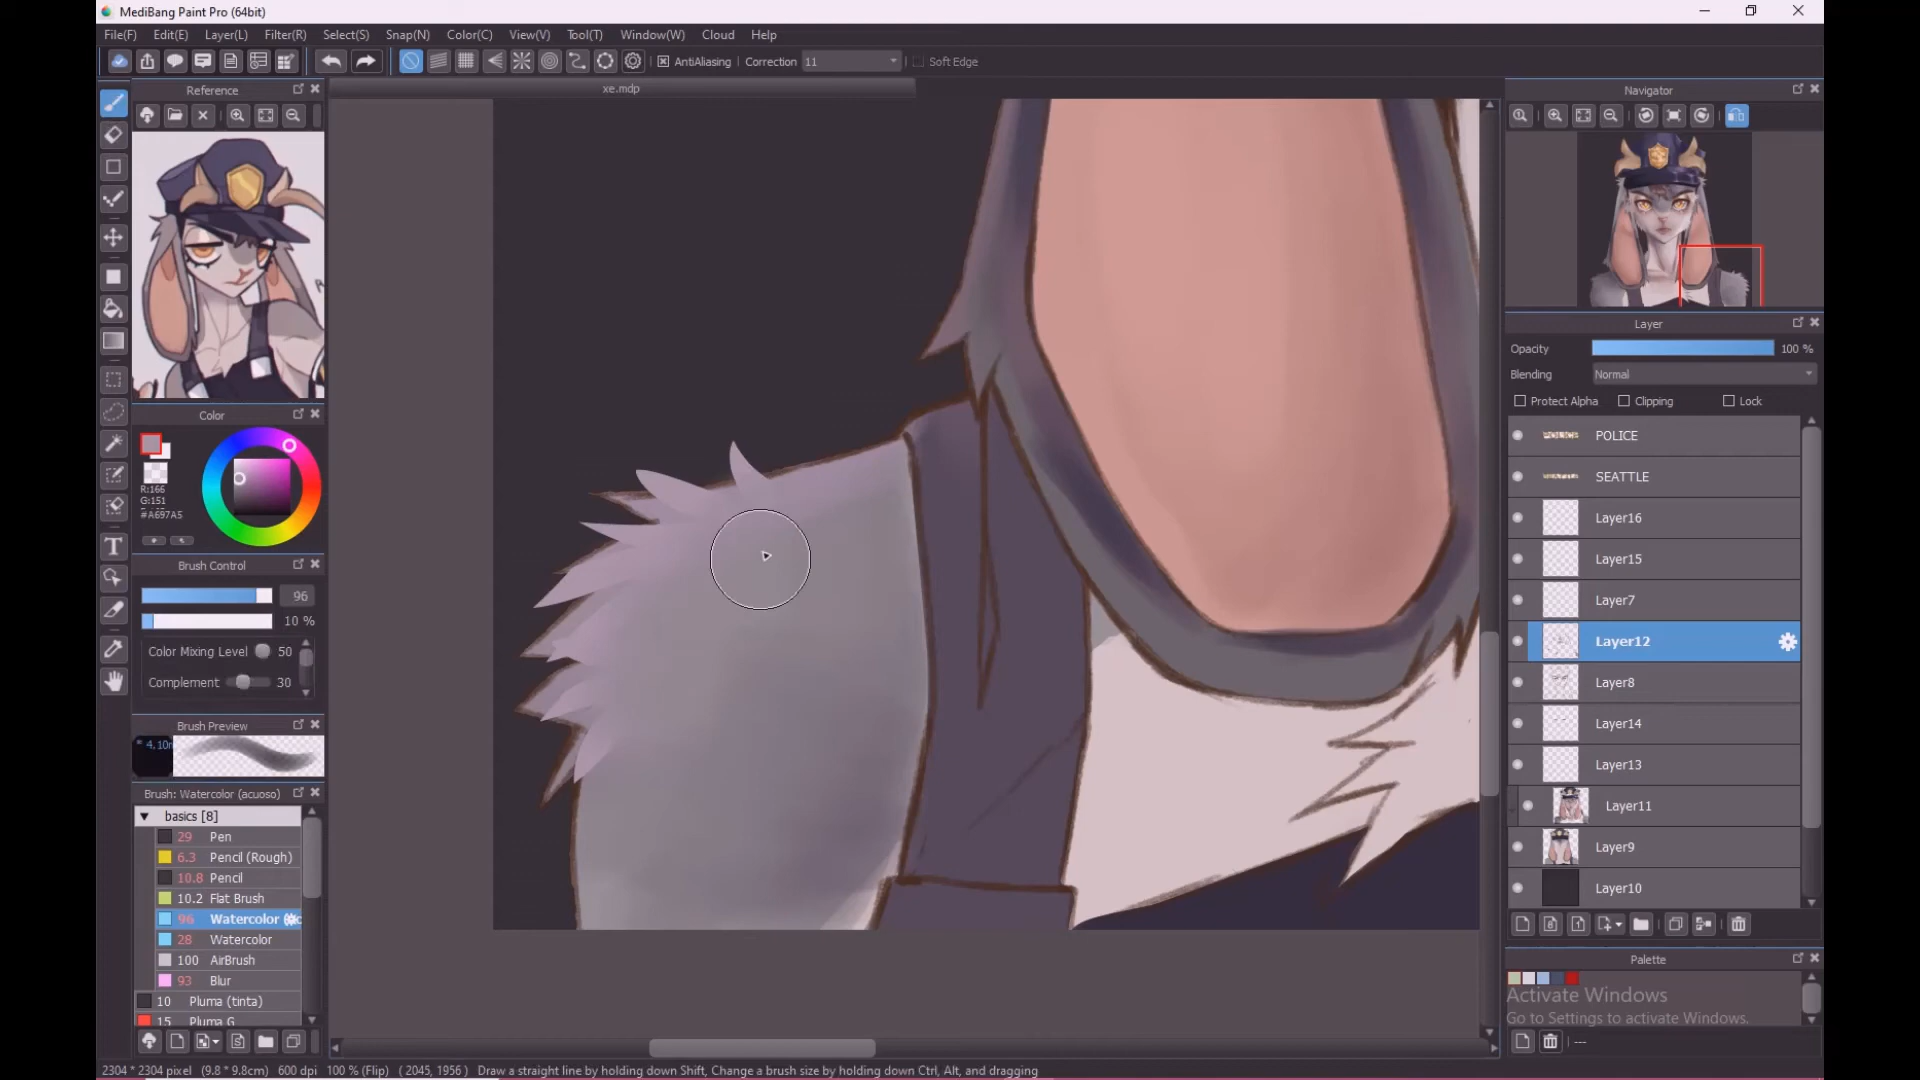 MediBang Paint Pro (64bit)
File(F) Edit(E) Layer(L) Filter(R) Select(S) Snap(N) Color(C) View(V) Tool(T) Window(W) Cloud Help
AntiAliasing Correction 11 Soft Edge
Reference
xe.mdp
Navigator
Color
R:166
G:151
#A697A5
Brush Control
96
10 %
Color Mixing Level 50
Complement 30
Brush Preview
Brush: Watercolor (acuoso)
basics [8]
29 Pen
6.3 Pencil (Rough)
10.8 Pencil
10.2 Flat Brush
96 Watercolor
28 Watercolor
100 AirBrush
93 Blur
10 Pluma (tinta)
15 Pluma G
Layer
Opacity 100 %
Blending Normal
Protect Alpha Clipping Lock
POLICE POLICE
SEATTLE SEATTLE
Layer16
Layer15
Layer7
Layer12
Layer8
Layer14
Layer13
Layer11
Layer9
Layer10
Palette
Activate Windows
Go to Settings to activate Windows.
---
2304 * 2304 pixel (9.8 * 9.8cm) 600 dpi 100 % (Flip) ( 2045, 1956 ) Draw a straight line by holding down Shift, Change a brush size by holding down Ctrl, Alt, and dragging